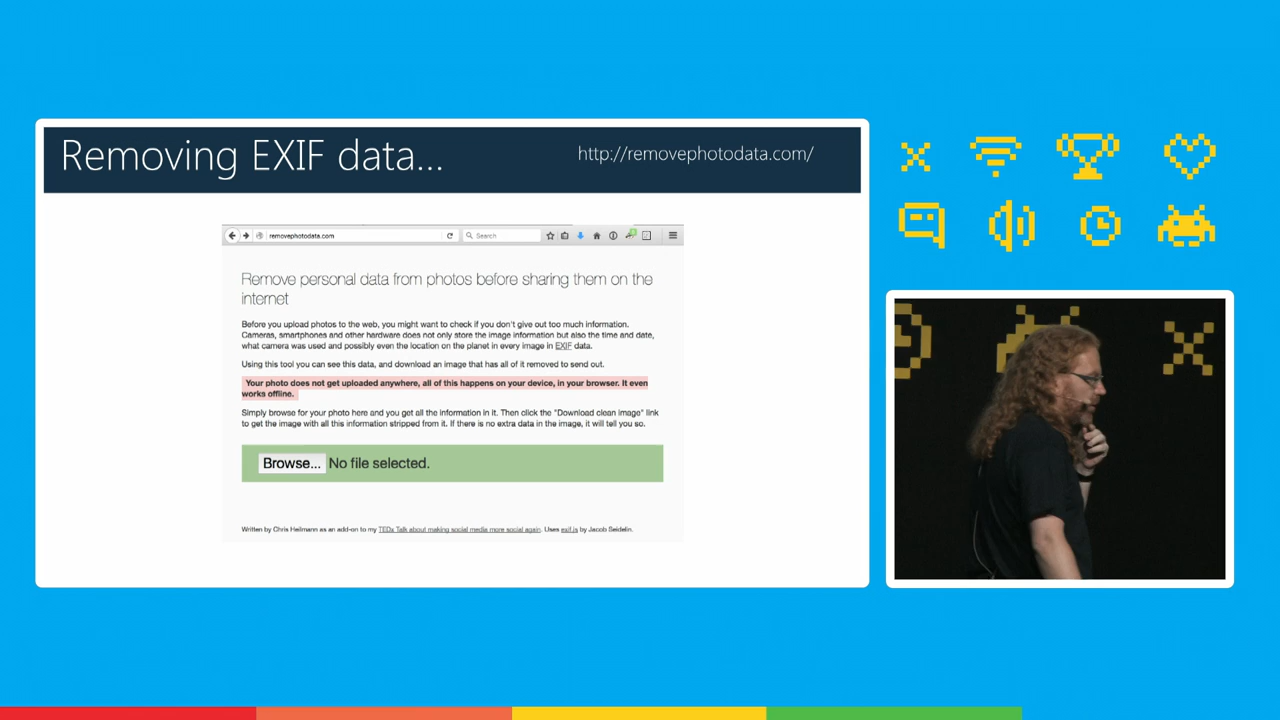 Removing EXIF data...
http://removephotodata.com/
removephotodata.com
Search
Remove personal data from photos before sharing them on the
internet
Before you upload photos to the web, you might want to check if you don't give out too much information.
Cameras, smartphones and other hardware does not only store the image information but also the time and date,
what camera was used and possibly even the location on the planet in every image in EXIF data.
Using this tool you can see this data, and download an image that has all of it removed to send out.
Your photo does not get uploaded anywhere, all of this happens on your device, in your browser. It even
works offline.
Simply browse for your photo here and you get all the information in it. Then click the "Download clean image" link
to get the image with all this information stripped from it. If there is no extra data in the image, it will tell you so.
Browse... No file selected.
Written by Chris Heilmann as an add-on to my TEDx Talk about making social media more social again. Uses exif.js by Jacob Seidelin.